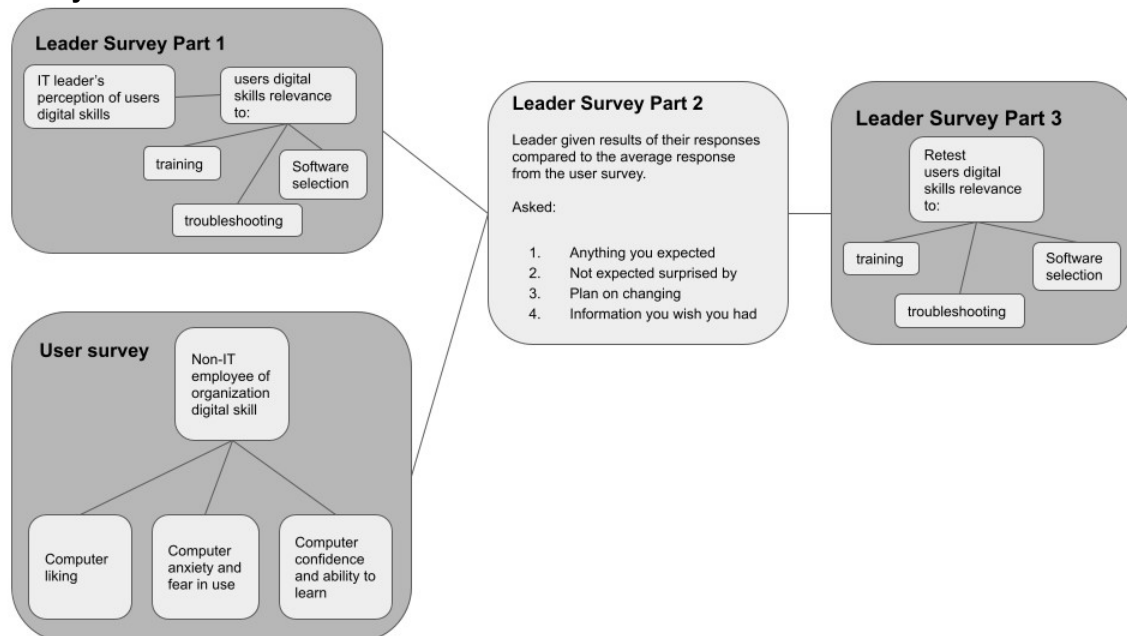 Leader Survey Part 1
IT leader's
perception of users
digital skills
users digital
skills relevance
to:
training
Software
selection
troubleshooting
User survey
Non-IT
employee of
organization
digital skill
Computer
liking
Computer
anxiety and
fear in use
Computer
confidence
and ability to
learn
Leader Survey Part 2
Leader given results of their responses
compared to the average response
from the user survey.
Asked:
1. Anything you expected
2. Not expected surprised by
3. Plan on changing
4. Information you wish you had
Leader Survey Part 3
Retest
users digital
skills relevance
to:
training
Software
selection
troubleshooting